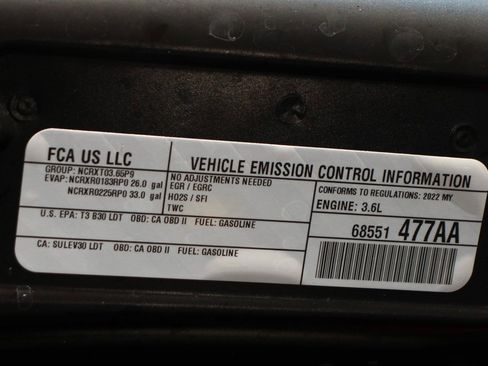 FCA US LLC
VEHICLE EMISSION CONTROL INFORMATION
GROUP: NCRXT03.65P9
EVAP: NCRXR0183RP0 26.0 gal
NCRXR0225RP0 33.0 gal
NO ADJUSTMENTS NEEDED
EGR / EGRC
HO2S / SFI
TWC
CONFORMS TO REGULATIONS: 2022 MY
ENGINE: 3.6L
U.S. EPA: T3 B30 LDT OBD: CA OBD II FUEL: GASOLINE
CA: SULEV30 LDT OBD: CA OBD II FUEL: GASOLINE
68551 477AA